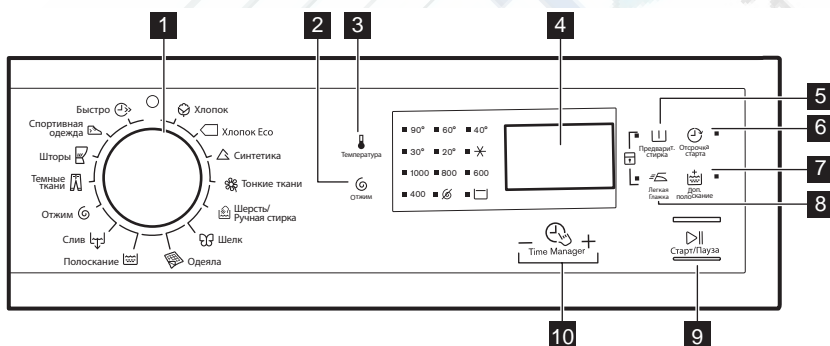 1
2
3
4
5
6
7
8
9
10
Быстро
Спортивная
одежда
Шторы
Темные
ткани
Отжим
Слив
Полоскание
Хлопок
Хлопок Eco
Синтетика
Тонкие ткани
Шерсть/
Ручная стирка
Шелк
Одеяла
Температура
Отжим
90° 60° 40°
30° 20°
1000 800 600
400
Предварит.
стирка
Отсрочка
старта
Легкая
Глажка
Доп.
полоскание
− +
Time Manager
Старт/Пауза